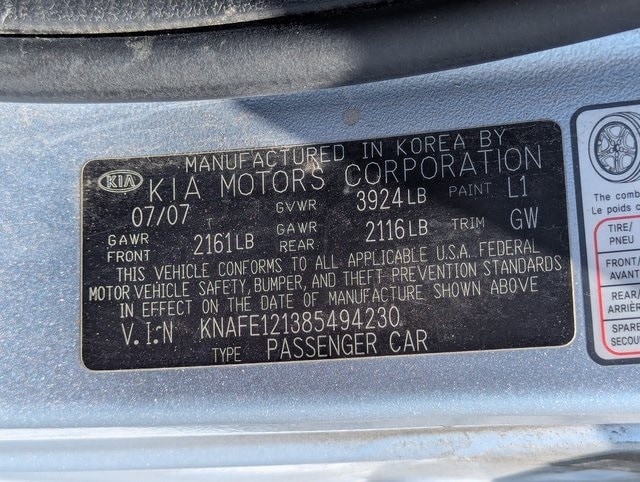 MANUFACTURED IN KOREA BY
KIA KIA MOTORS CORPORATION
07/07 T GVWR 3924LB PAINT L1
GAWR FRONT 2161LB GAWR REAR 2116LB TRIM GW
THIS VEHICLE CONFORMS TO ALL APPLICABLE U.S.A. FEDERAL
MOTOR VEHICLE SAFETY, BUMPER, AND THEFT PREVENTION STANDARDS
IN EFFECT ON THE DATE OF MANUFACTURE SHOWN ABOVE
V.I.N KNAFE121385494230
TYPE PASSENGER CAR
The comb
Le poids c
TIRE/
PNEU
FRONT/
AVANT
REAR/
ARRIÈR
SPARE
SECOU